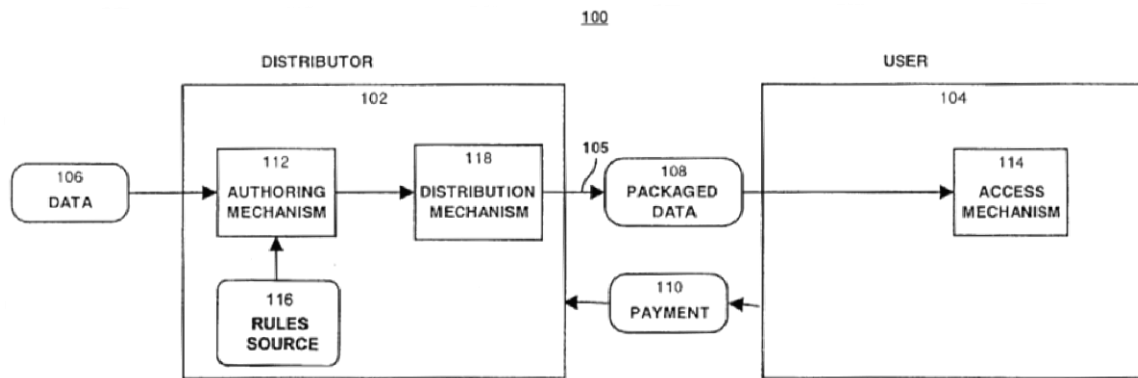 100
DISTRIBUTOR
USER
102
104
112
AUTHORING
MECHANISM
118
DISTRIBUTION
MECHANISM
105
106
DATA
108
PACKAGED
DATA
114
ACCESS
MECHANISM
116
RULES
SOURCE
110
PAYMENT